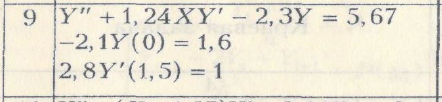 9 Y″ + 1, 24XY′ − 2, 3Y = 5, 67
−2, 1Y(0) = 1, 6
2, 8Y′(1, 5) = 1